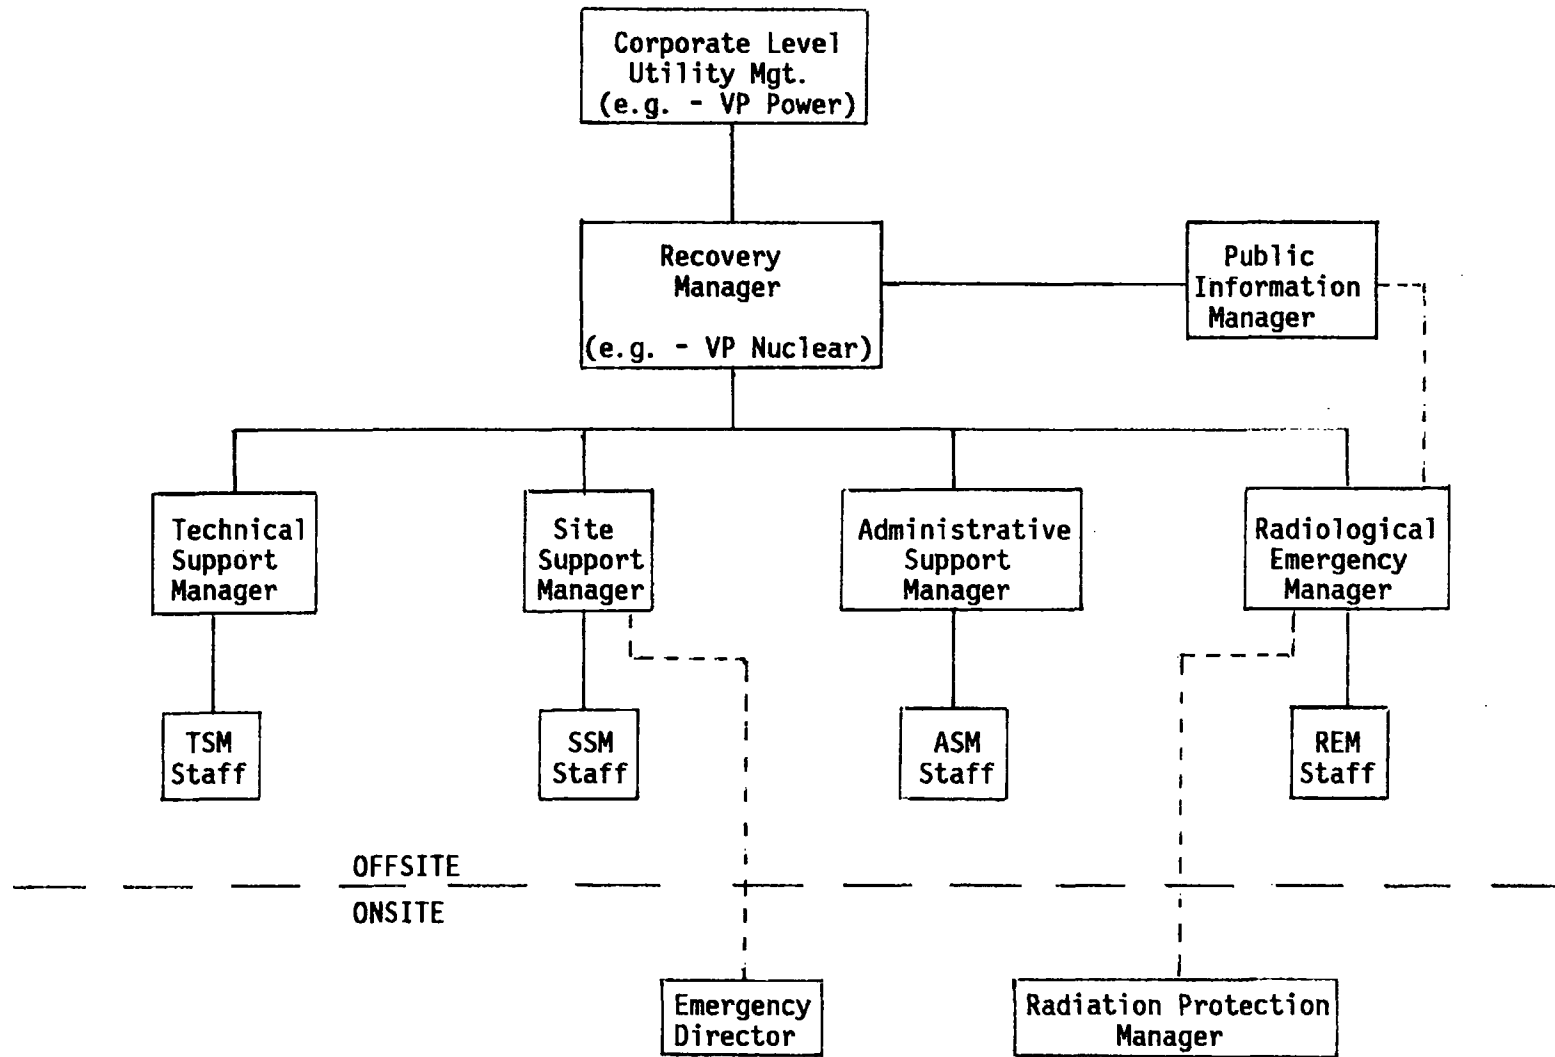 Corporate Level
Utility Mgt.
(e.g. - VP Power)
Recovery
Manager
(e.g. - VP Nuclear)
Public
Information
Manager
Technical
Support
Manager
Site
Support
Manager
Administrative
Support
Manager
Radiological
Emergency
Manager
TSM
Staff
SSM
Staff
ASM
Staff
REM
Staff
OFFSITE
ONSITE
Emergency
Director
Radiation Protection
Manager